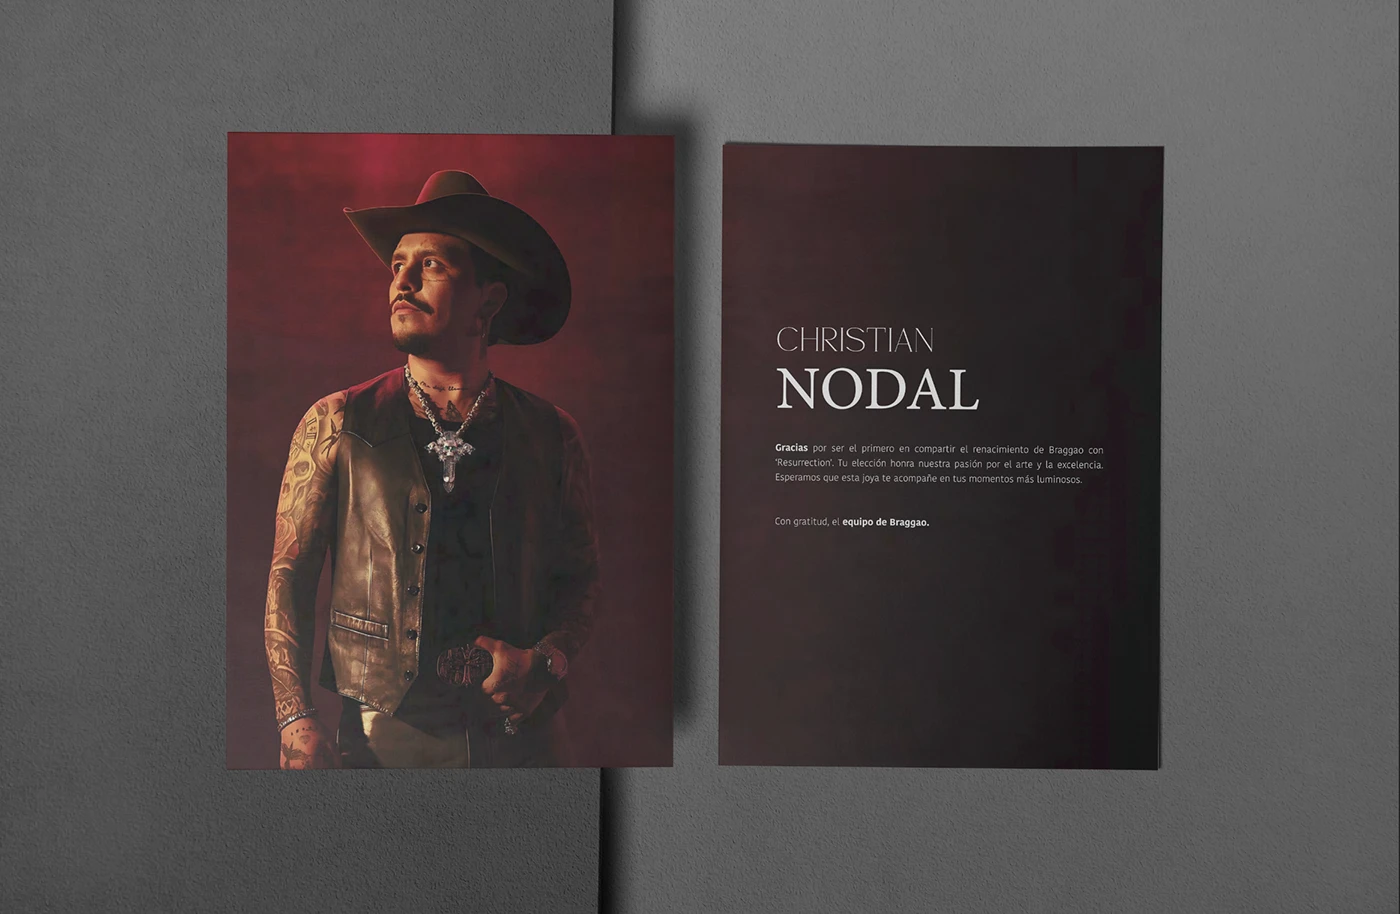 CHRISTIAN
NODAL
Gracias por ser el primero en compartir el renacimiento de Braggao con
'Resurrection'. Tu elección honra nuestra pasión por el arte y la excelencia.
Esperamos que esta joya te acompañe en tus momentos más luminosos.
Con gratitud, el equipo de Braggao.